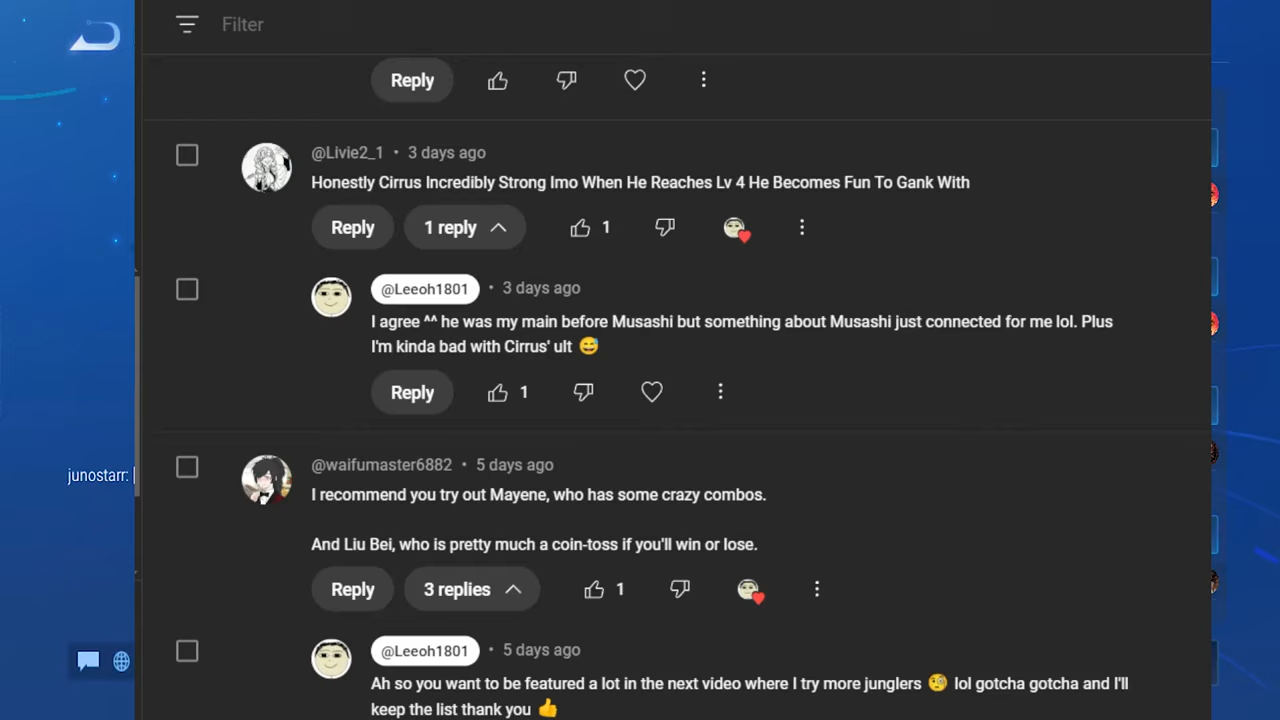 Filter
Reply
@Livie2_1 • 3 days ago
Honestly Cirrus Incredibly Strong Imo When He Reaches Lv 4 He Becomes Fun To Gank With
Reply 1 reply 1
@Leeoh1801 • 3 days ago
I agree ^^ he was my main before Musashi but something about Musashi just connected for me lol. Plus
I'm kinda bad with Cirrus' ult 😅
Reply 1
junostarr:
@waifumaster6882 • 5 days ago
I recommend you try out Mayene, who has some crazy combos.
And Liu Bei, who is pretty much a coin-toss if you'll win or lose.
Reply 3 replies 1
@Leeoh1801 • 5 days ago
Ah so you want to be featured a lot in the next video where I try more junglers 🧐 lol gotcha gotcha and I'll
keep the list thank you 👍